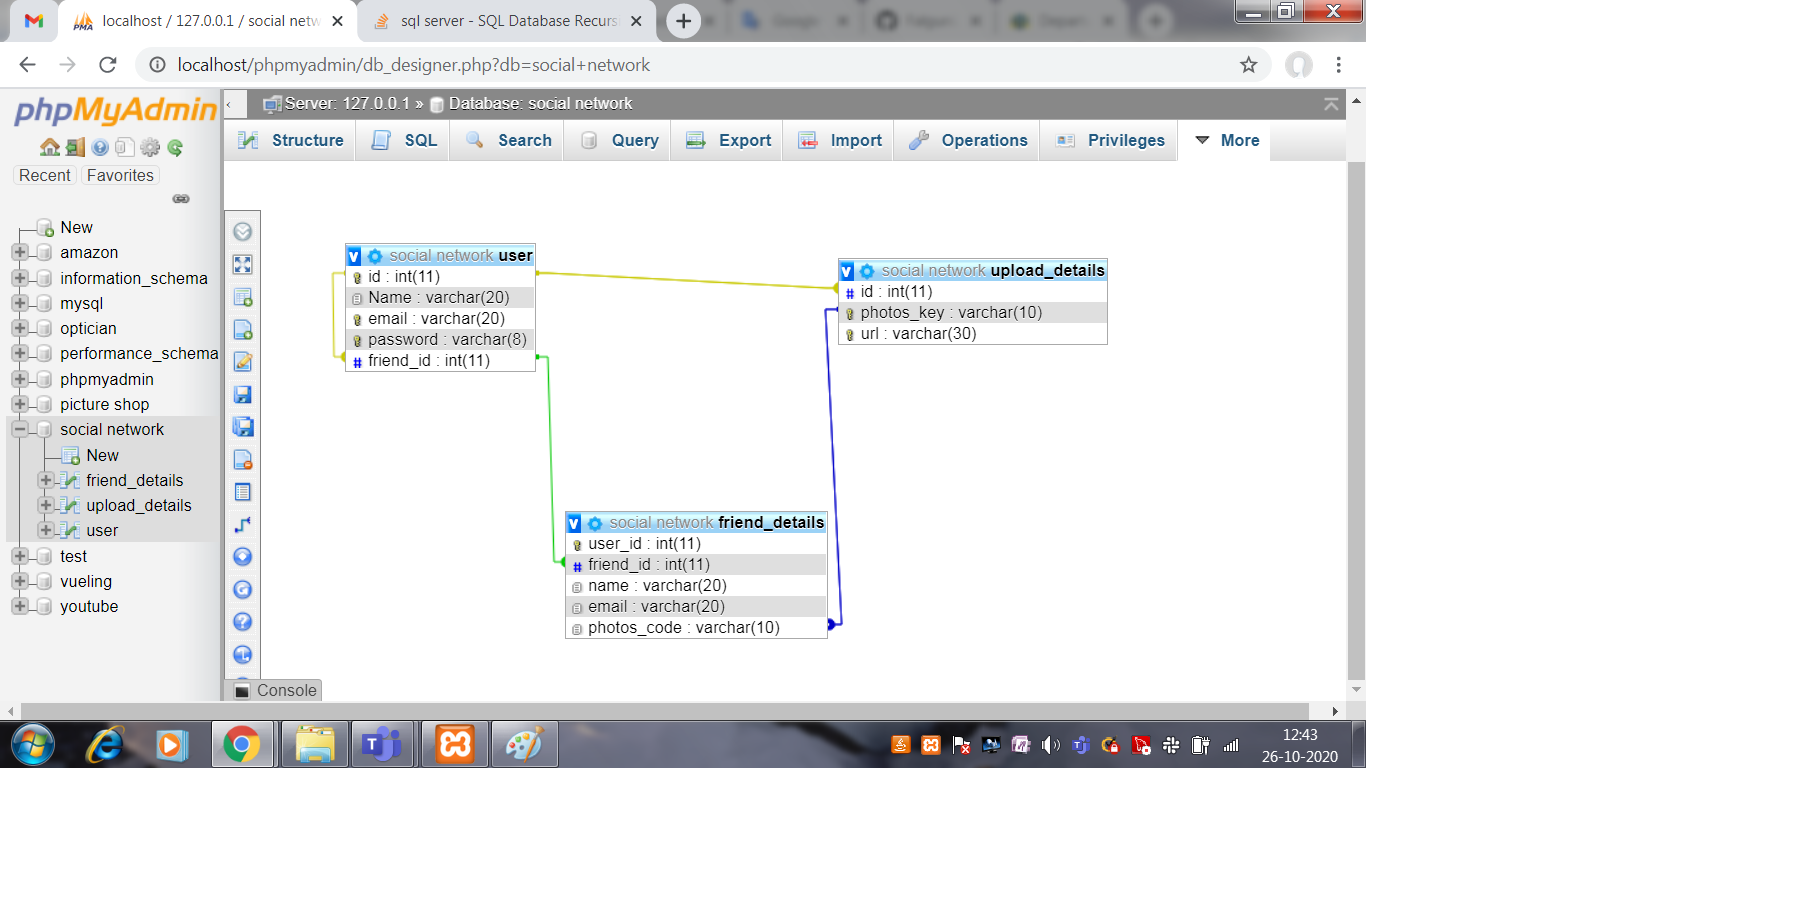 localhost / 127.0.0.1 / social netw
sql server - SQL Database Recurs
localhost/phpmyadmin/db_designer.php?db=social+network
phpMyAdmin
Recent
Favorites
New
amazon
information_schema
mysql
optician
performance_schema
phpmyadmin
picture shop
social network
New
friend_details
upload_details
user
test
vueling
youtube
Server: 127.0.0.1 » Database: social network
Structure
SQL
Search
Query
Export
Import
Operations
Privileges
More
social network user
id : int(11)
Name : varchar(20)
email : varchar(20)
password : varchar(8)
friend_id : int(11)
social network upload_details
id : int(11)
photos_key : varchar(10)
url : varchar(30)
social network friend_details
user_id : int(11)
friend_id : int(11)
name : varchar(20)
email : varchar(20)
photos_code : varchar(10)
Console
12:43
26-10-2020